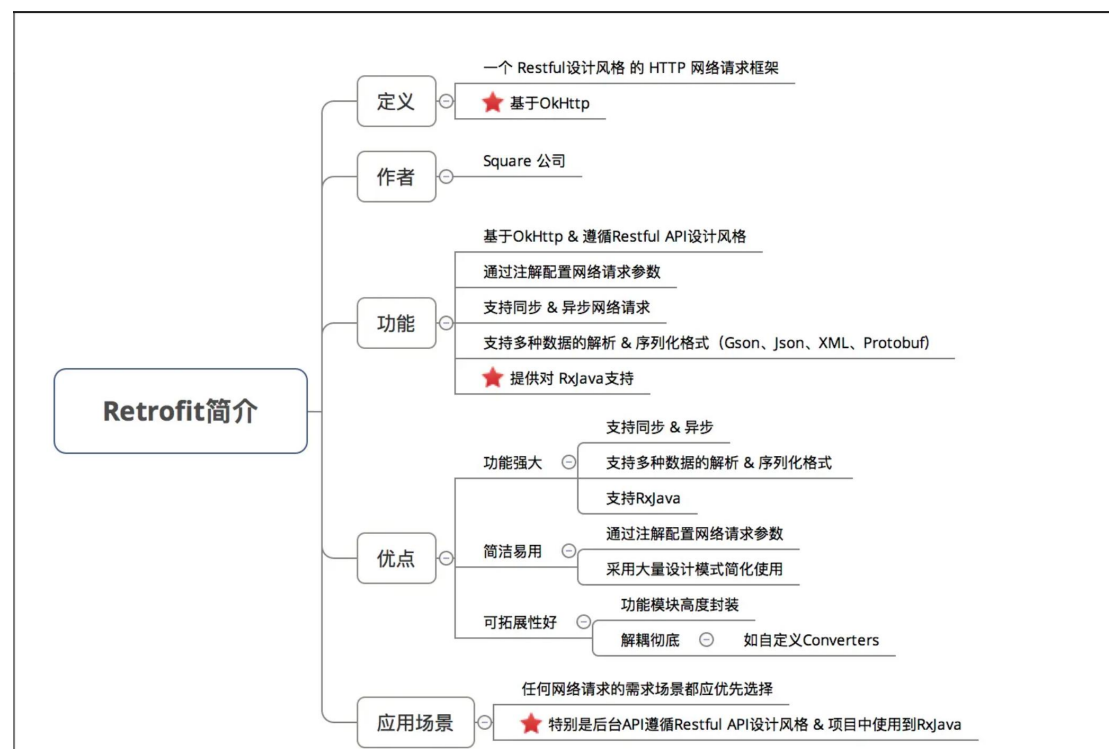 Retrofit简介
定义
一个 Restful设计风格 的 HTTP 网络请求框架
基于OkHttp
作者
Square 公司
功能
基于OkHttp & 遵循Restful API设计风格
通过注解配置网络请求参数
支持同步 & 异步网络请求
支持多种数据的解析 & 序列化格式（Gson、Json、XML、Protobuf）
提供对 RxJava支持
优点
功能强大
支持同步 & 异步
支持多种数据的解析 & 序列化格式
支持RxJava
简洁易用
通过注解配置网络请求参数
采用大量设计模式简化使用
可拓展性好
功能模块高度封装
解耦彻底
如自定义Converters
应用场景
任何网络请求的需求场景都应优先选择
特别是后台API遵循Restful API设计风格 & 项目中使用到RxJava